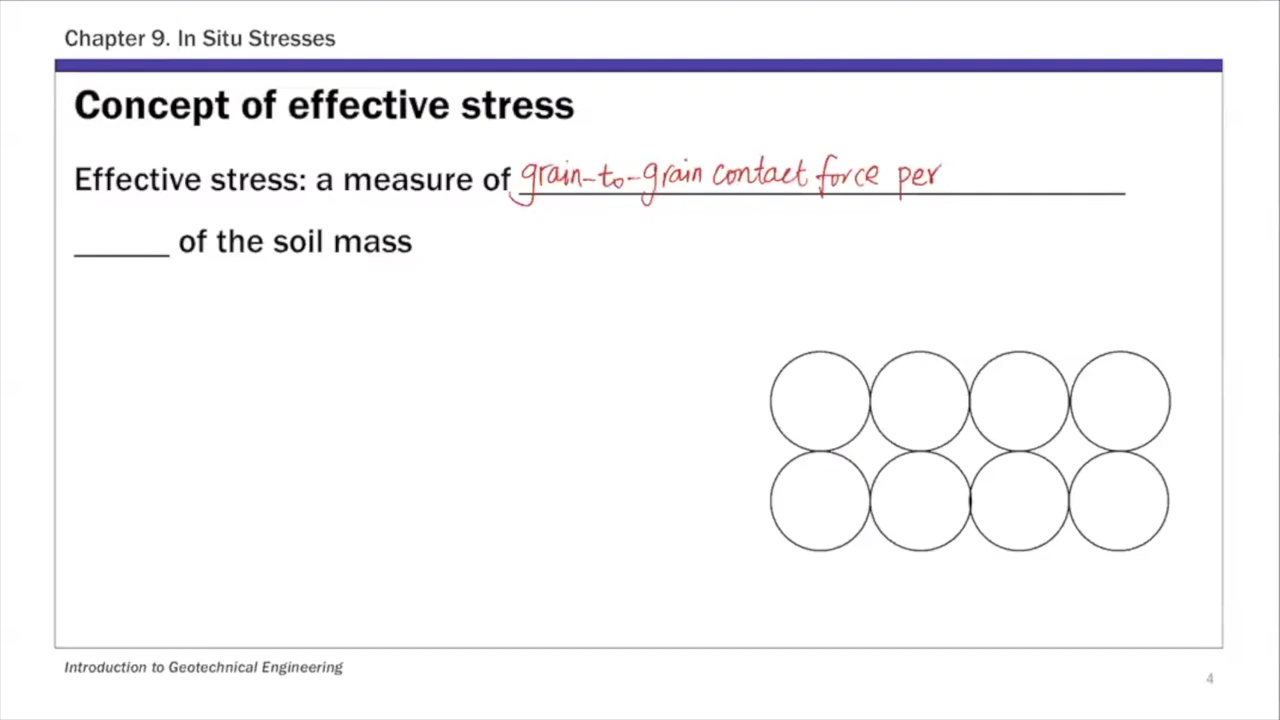 Chapter 9. In Situ Stresses
Concept of effective stress
Effective stress: a measure of grain-to-grain contact force per
______ of the soil mass
Introduction to Geotechnical Engineering
4